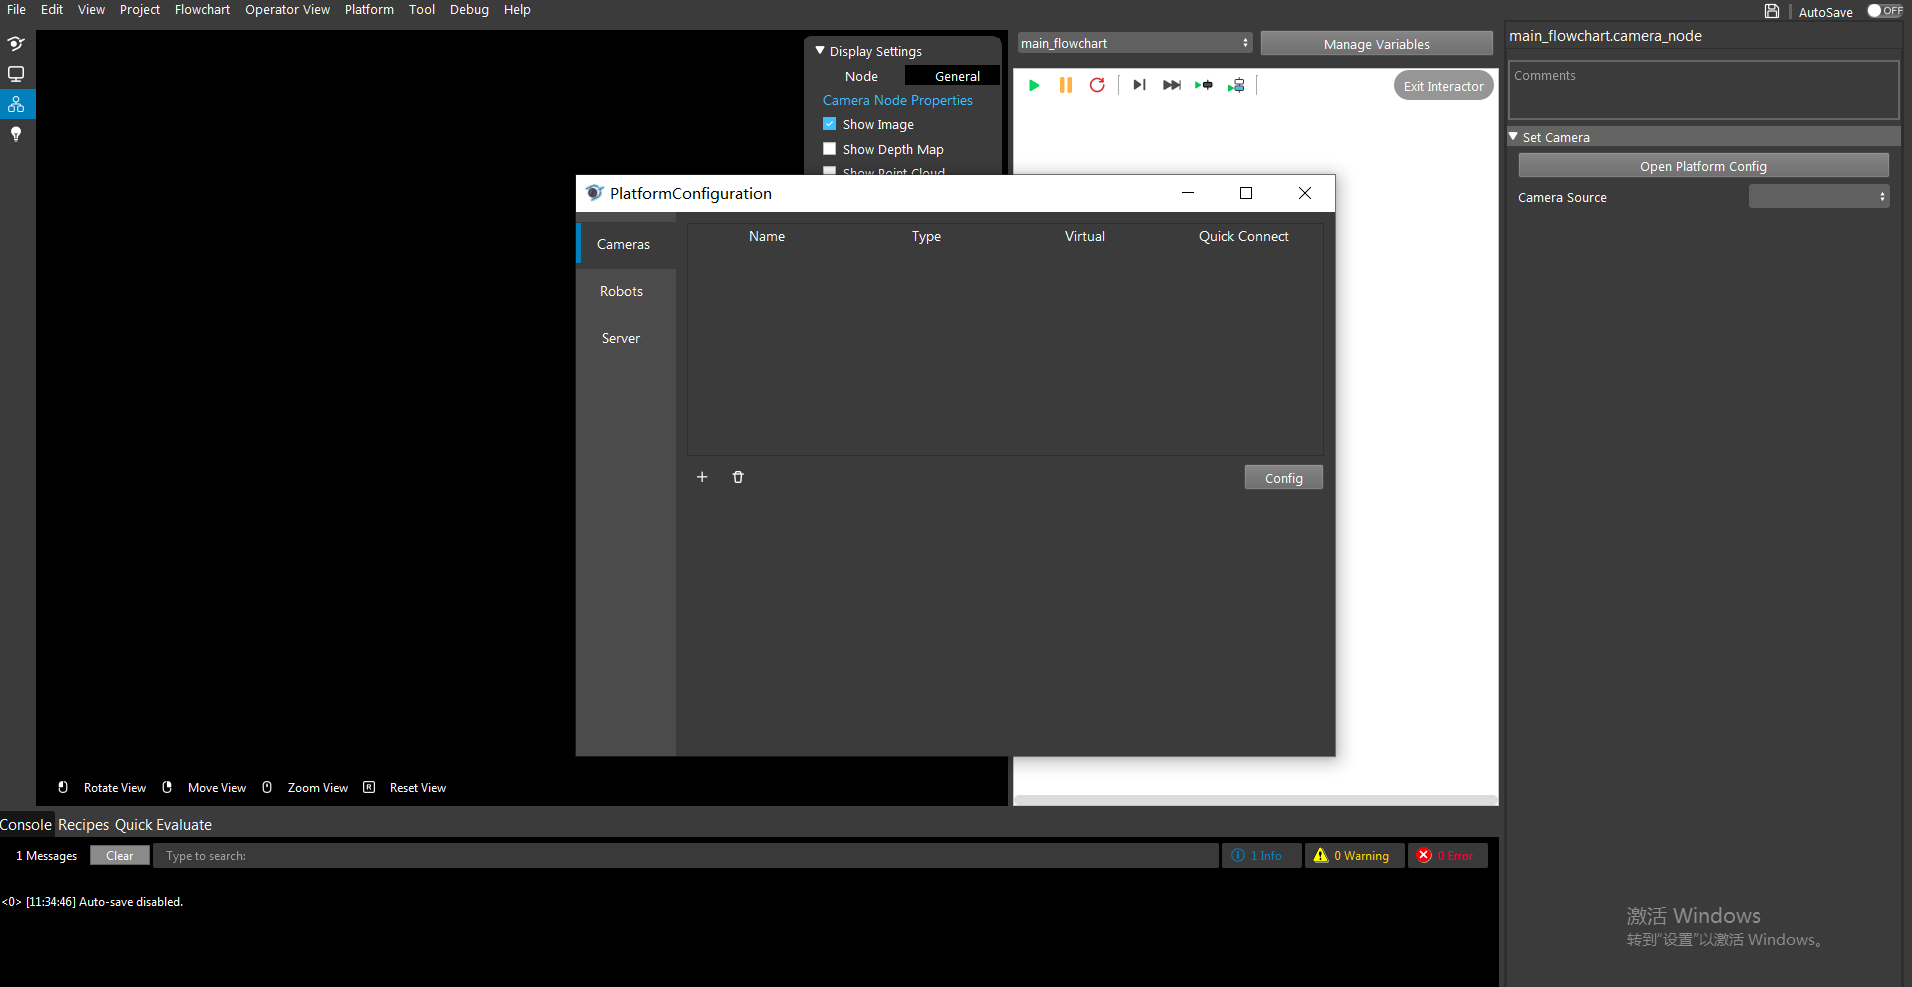 File Edit View Project Flowchart Operator View Platform Tool Debug Help
AutoSave OFF
Display Settings
Node General
Camera Node Properties
Show Image
Show Depth Map
Show Point Cloud
main_flowchart
Manage Variables
Exit Interactor
main_flowchart.camera_node
Comments
Set Camera
Open Platform Config
Camera Source
PlatformConfiguration
Cameras
Robots
Server
Name Type Virtual Quick Connect
Config
Rotate View Move View Zoom View R Reset View
Console Recipes Quick Evaluate
1 Messages Clear Type to search: 1 Info 0 Warning 0 Error
<0> [11:34:46] Auto-save disabled.
激活 Windows
转到“设置”以激活 Windows。